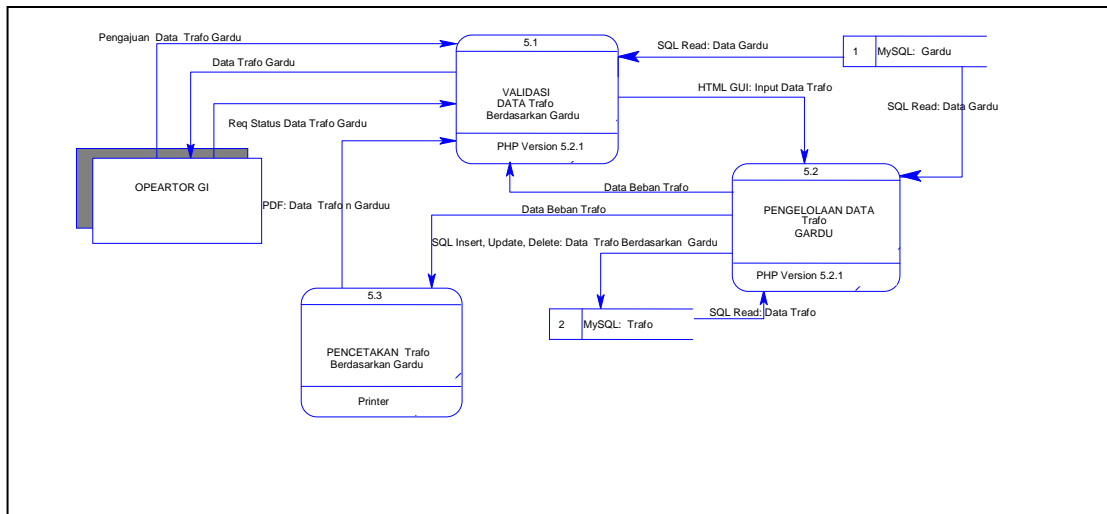 Pengajuan Data Trafo Gardu
5.1
SQL Read: Data Gardu
1 MySQL: Gardu
Data Trafo Gardu
VALIDASI
DATA Trafo
Berdasarkan Gardu
HTML GUI: Input Data Trafo
SQL Read: Data Gardu
Req Status Data Trafo Gardu
PHP Version 5.2.1
OPEARTOR GI
5.2
Data Beban Trafo
PDF: Data Trafo n Garduu
Data Beban Trafo
PENGELOLAAN DATA
Trafo
GARDU
SQL Insert, Update, Delete: Data Trafo Berdasarkan Gardu
PHP Version 5.2.1
5.3
SQL Read: Data Trafo
2 MySQL: Trafo
PENCETAKAN Trafo
Berdasarkan Gardu
Printer